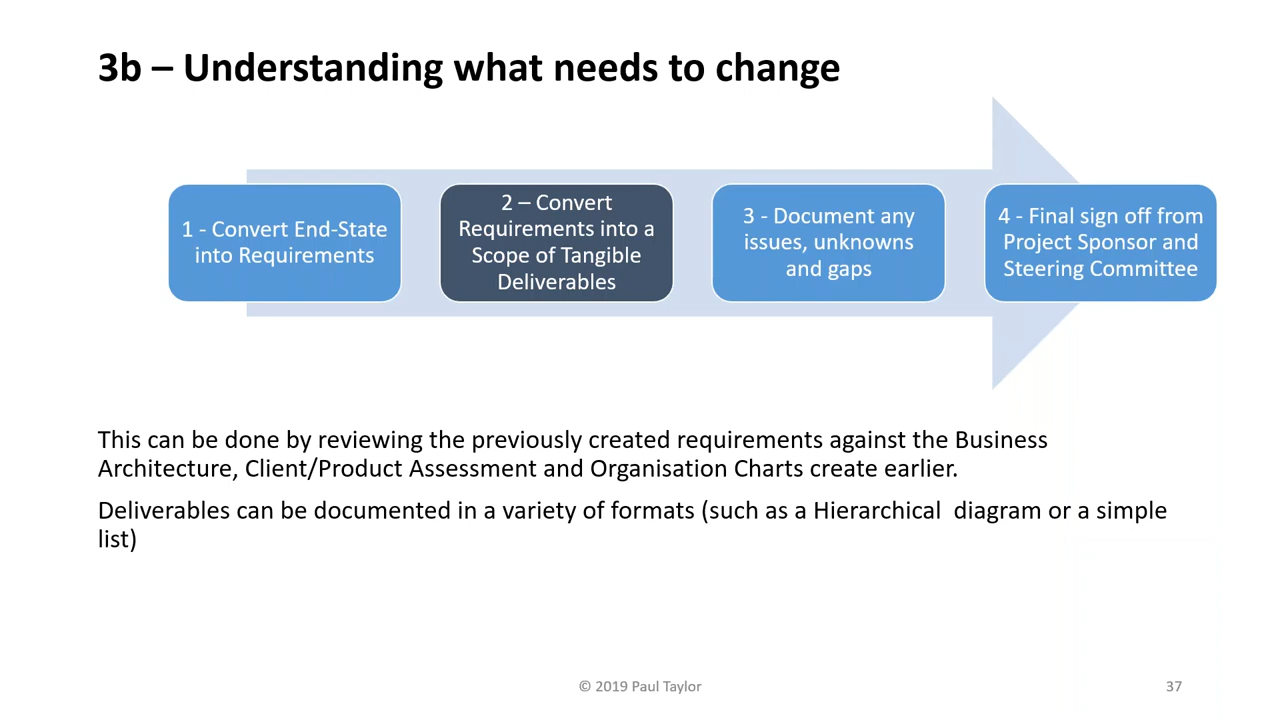 3b – Understanding what needs to change
1 - Convert End-State
into Requirements
2 – Convert
Requirements into a
Scope of Tangible
Deliverables
3 - Document any
issues, unknowns
and gaps
4 - Final sign off from
Project Sponsor and
Steering Committee
This can be done by reviewing the previously created requirements against the Business
Architecture, Client/Product Assessment and Organisation Charts create earlier.
Deliverables can be documented in a variety of formats (such as a Hierarchical  diagram or a simple
list)
© 2019 Paul Taylor
37